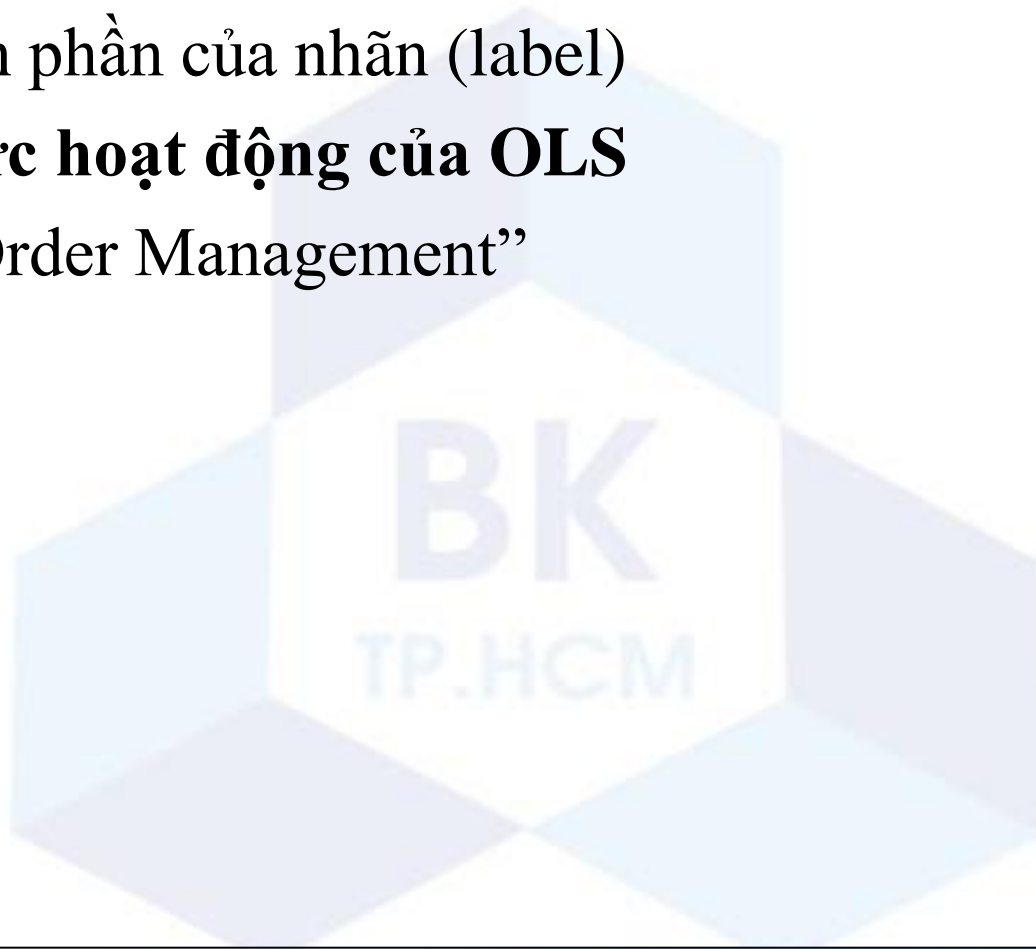 phần của nhãn (label)
hoạt động của OLS
Management”
BK
TP.HCM